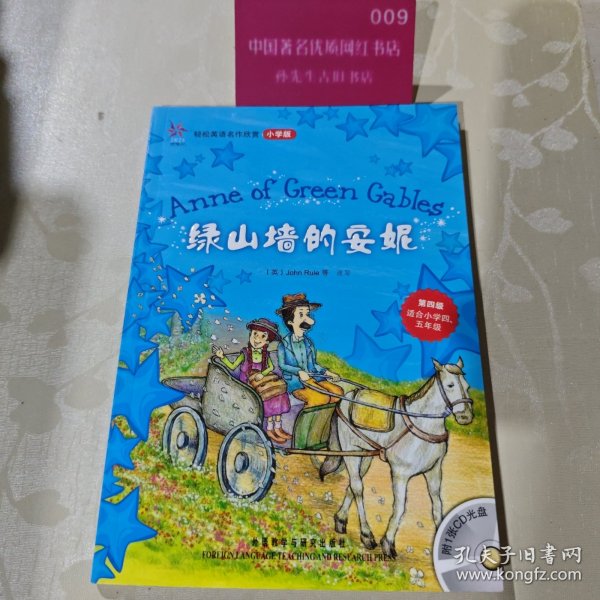 009
中国著名优质网红书店
孙先生古旧书店
轻松英语名作欣赏 小学版
Anne of Green Gables
绿山墙的安妮
（英）John Rule 等 改写
第四级
适合小学四、
五年级
附1张CD光盘
外语教学与研究出版社
FOREIGN LANGUAGE TEACHING AND RESEARCH PRESS
孔夫子旧书网
www.kongfz.com